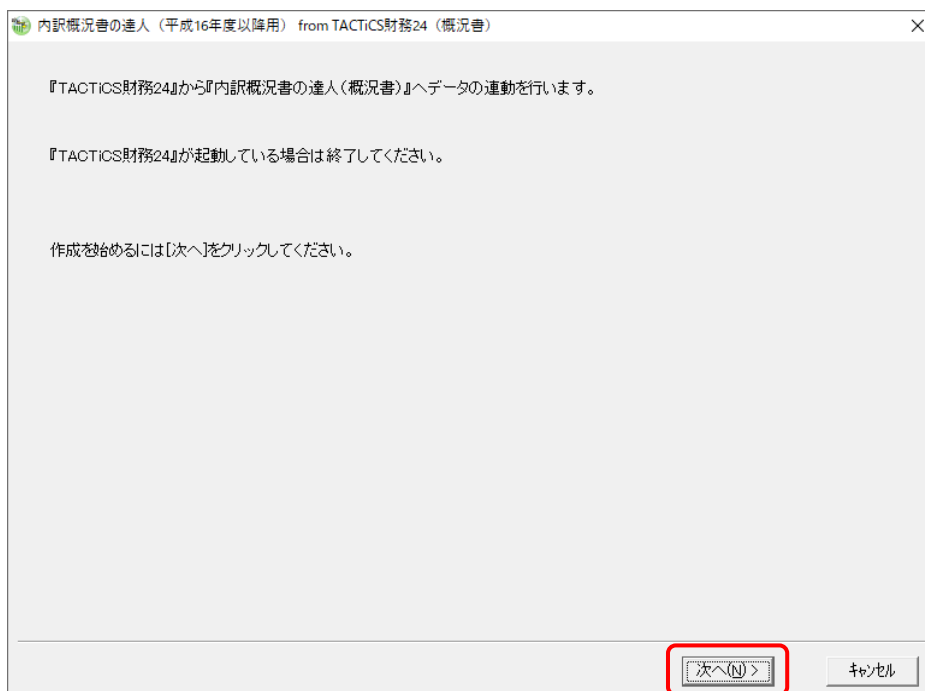 内訳概況書の達人（平成16年度以降用） from TACTiCS財務24（概況書）
『TACTiCS財務24』から『内訳概況書の達人（概況書）』へデータの連動を行います。
『TACTiCS財務24』が起動している場合は終了してください。
作成を始めるには[次へ]をクリックしてください。
次へ(N) >
キャンセル